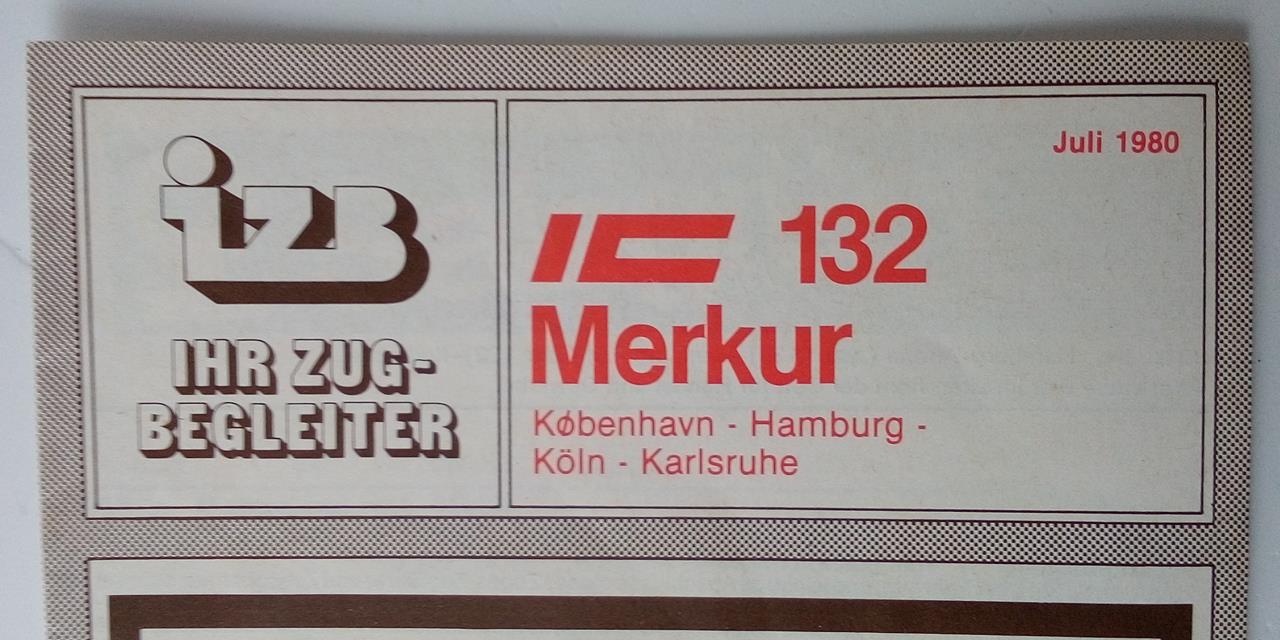 izb
IHR ZUG-
BEGLEITER
Juli 1980
IC 132
Merkur
København - Hamburg -
Köln - Karlsruhe